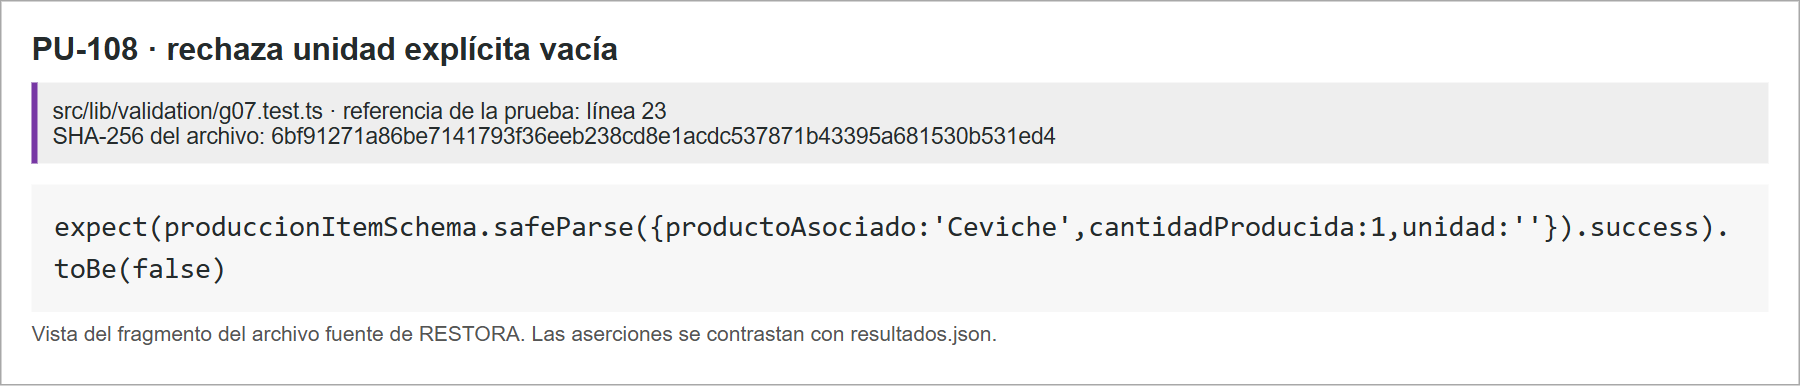 PU-108 · rechaza unidad explícita vacía
src/lib/validation/g07.test.ts · referencia de la prueba: línea 23
SHA-256 del archivo: 6bf91271a86be7141793f36eeb238cd8e1acdc537871b43395a681530b531ed4
expect(produccionItemSchema.safeParse({productoAsociado:'Ceviche',cantidadProducida:1,unidad:''}).success).
toBe(false)
Vista del fragmento del archivo fuente de RESTORA. Las aserciones se contrastan con resultados.json.